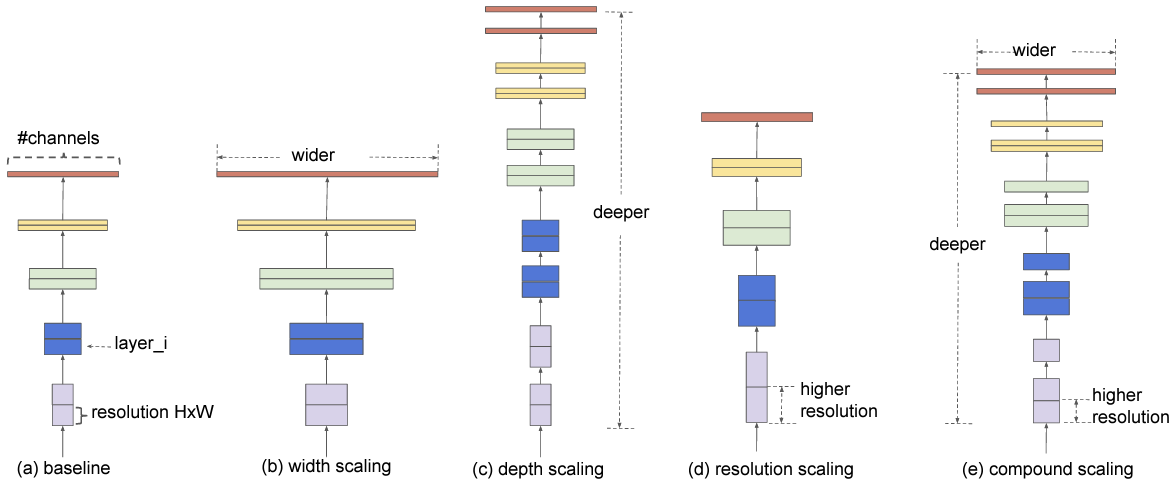 #channels
layer_i
resolution HxW
(a) baseline
wider
(b) width scaling
deeper
(c) depth scaling
higher
resolution
(d) resolution scaling
wider
deeper
higher
resolution
(e) compound scaling